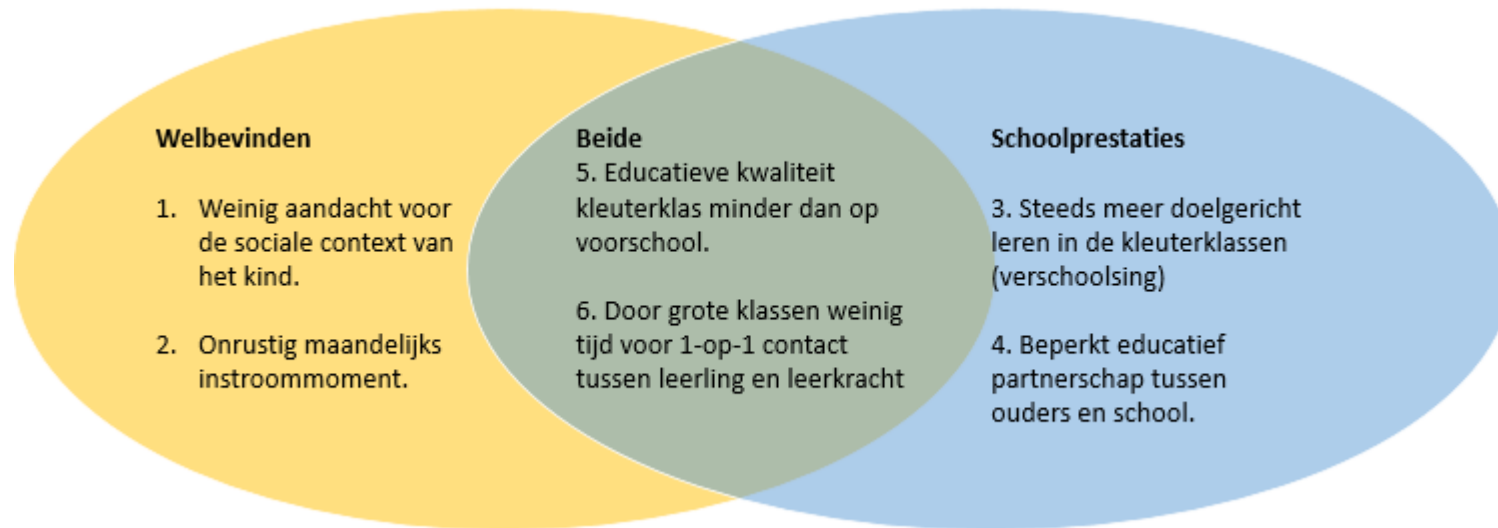 Welbevinden
1. Weinig aandacht voor
de sociale context van
het kind.
2. Onrustig maandelijks
instroommoment.
Beide
5. Educatieve kwaliteit
kleuterklas minder dan op
voorschool.
6. Door grote klassen weinig
tijd voor 1-op-1 contact
tussen leerling en leerkracht
Schoolprestaties
3. Steeds meer doelgericht
leren in de kleuterklassen
(verschoolsing)
4. Beperkt educatief
partnerschap tussen
ouders en school.